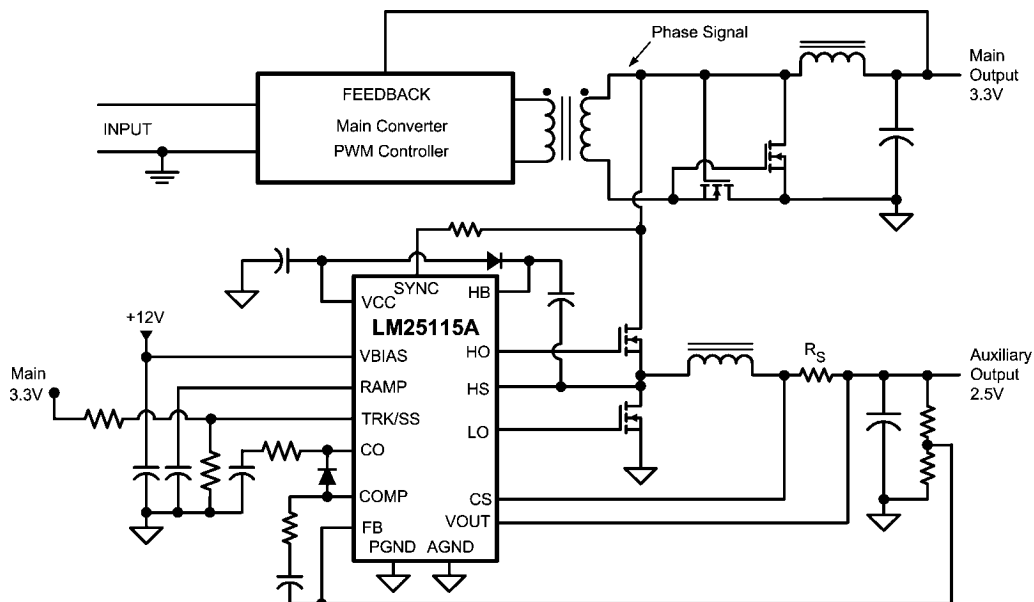 Phase Signal
Main
Output
3.3V
FEEDBACK
Main Converter
PWM Controller
INPUT
SYNC
VCC
HB
LM25115A
+12V
VBIAS
HO
Main
3.3V
RAMP
HS
TRK/SS
LO
CO
COMP
CS
FB
VOUT
PGND
AGND
RS
Auxiliary
Output
2.5V